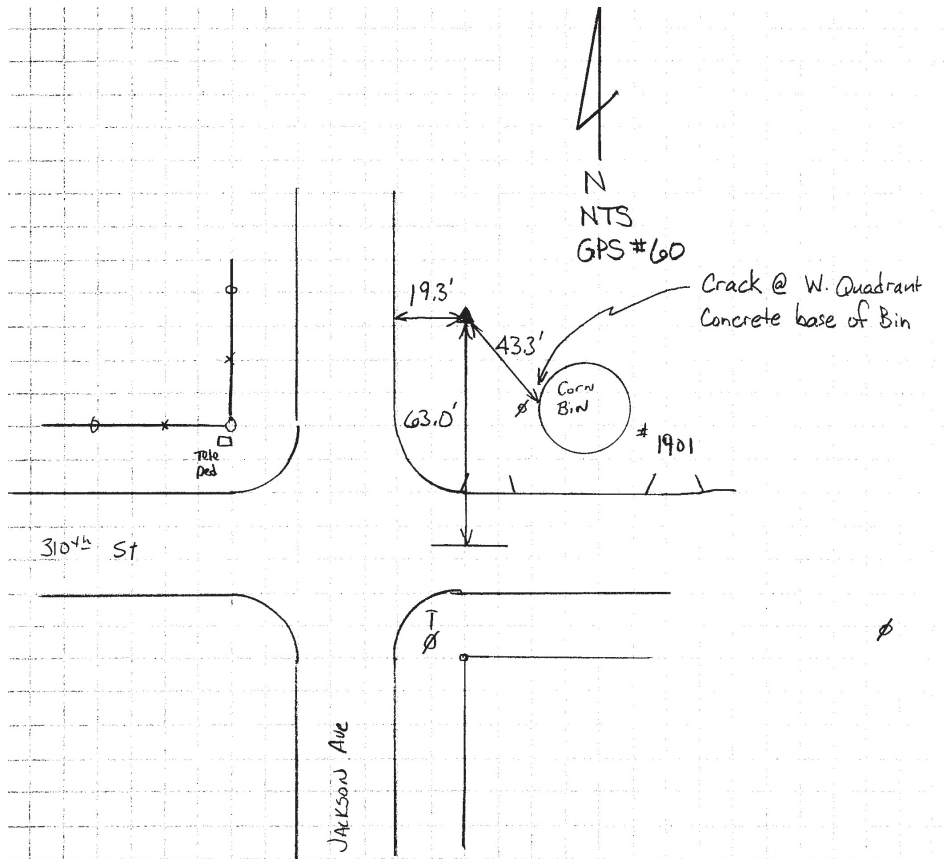 N
NTS
GPS #60
Crack @ W. Quadrant
Concrete base of Bin
19.3'
43.3'
63.0'
Corn
Bin
# 1901
Tele
Ped
310th St
T
JACKSON Ave